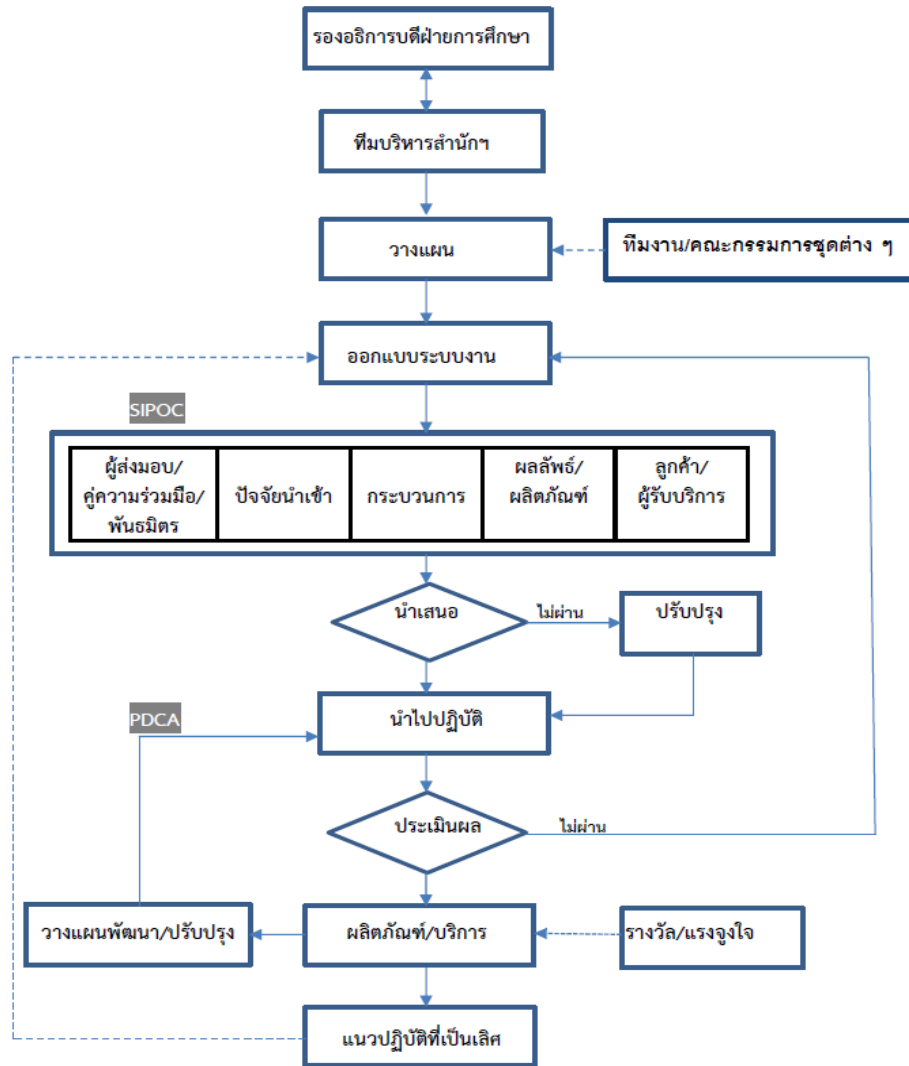 รองอธิการบดีฝ่ายการศึกษา
ทีมบริหารสำนักฯ
วางแผน
ทีมงาน/คณะกรรมการชุดต่าง ๆ
ออกแบบระบบงาน
SIPOC
ผู้ส่งมอบ/
คู่ความร่วมมือ/
พันธมิตร
ปัจจัยนำเข้า
กระบวนการ
ผลลัพธ์/
ผลิตภัณฑ์
ลูกค้า/
ผู้รับบริการ
นำเสนอ
ไม่ผ่าน
ปรับปรุง
นำไปปฏิบัติ
PDCA
ประเมินผล
ไม่ผ่าน
วางแผนพัฒนา/ปรับปรุง
ผลิตภัณฑ์/บริการ
รางวัล/แรงจูงใจ
แนวปฏิบัติที่เป็นเลิศ